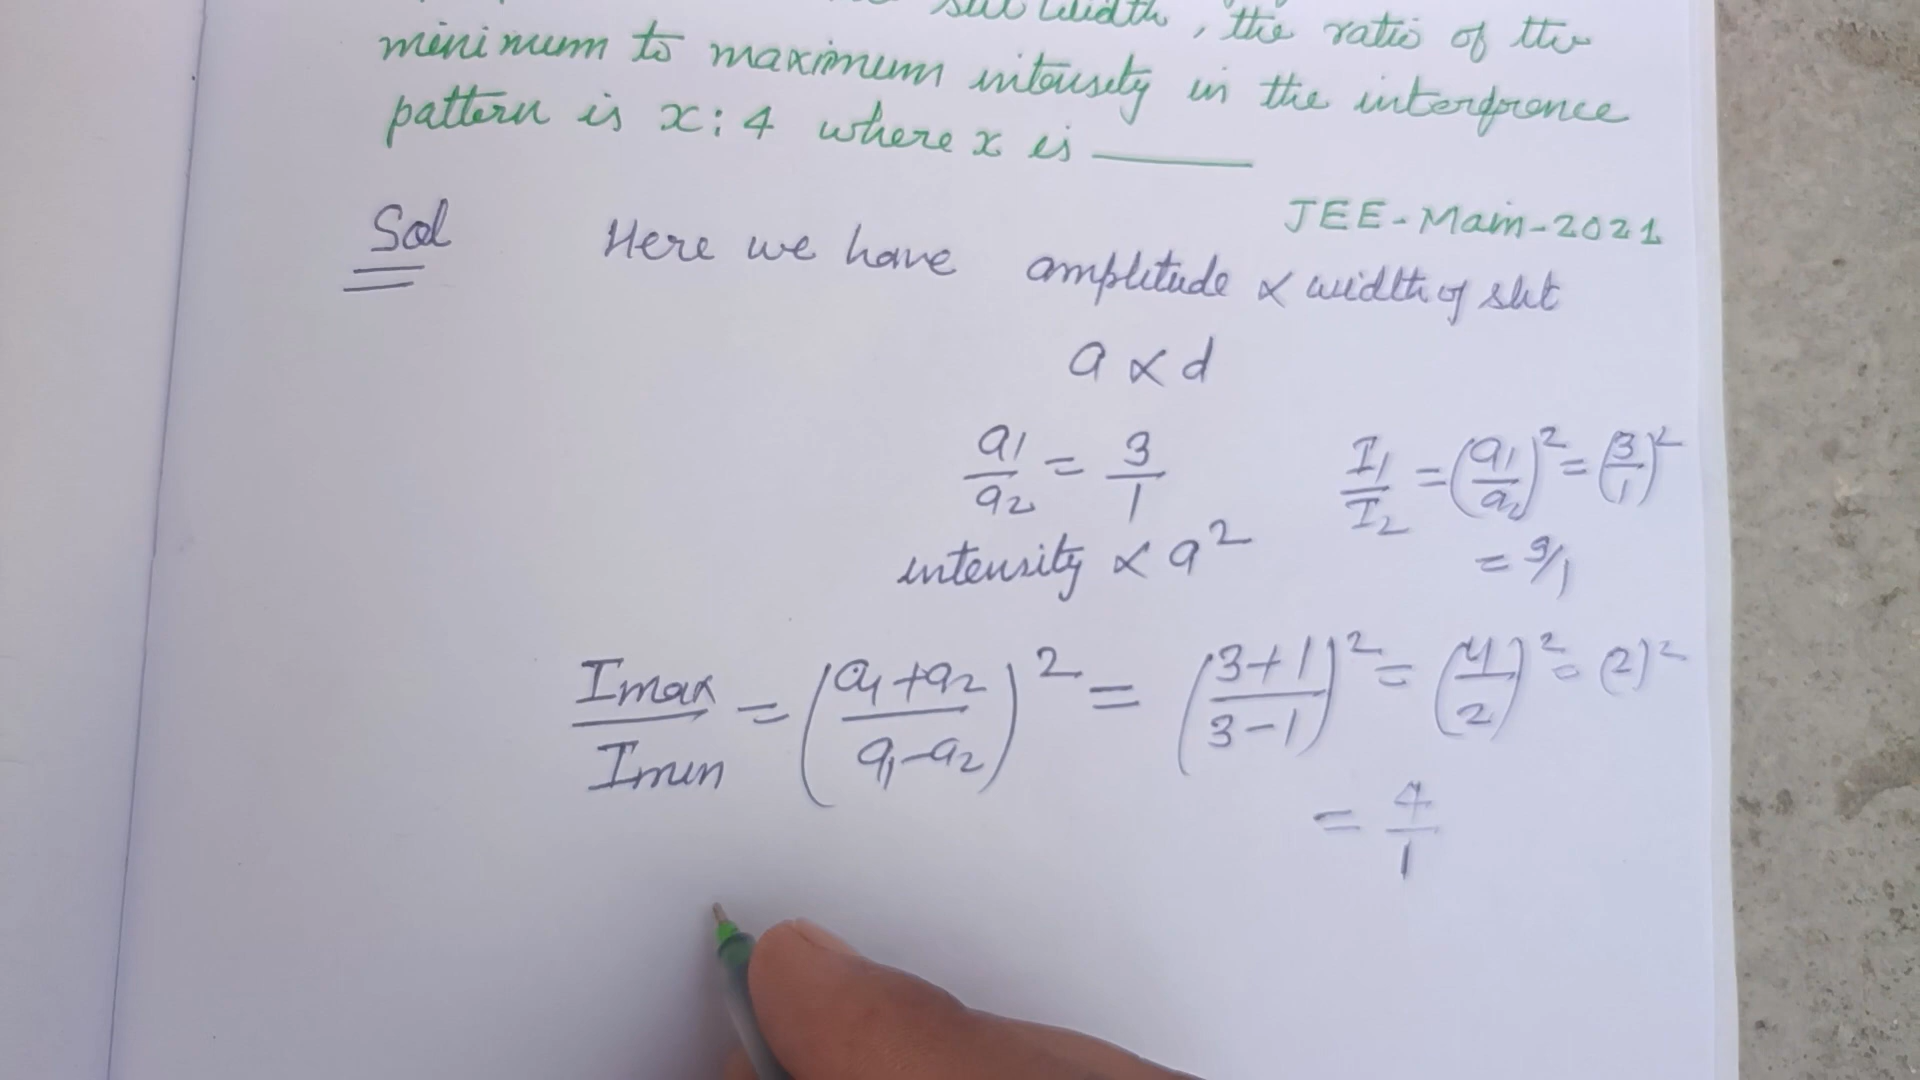 slit width, the ratio of the
minimum to maximum intensity in the interference
pattern is x:4 where x is ______
JEE-Main-2021
Sol Here we have amplitude ∝ width of slit
a ∝ d
a1/a2 = 3/1 I1/I2 = (a1/a2)^2 = (3/1)^2
intensity ∝ a^2 = 9/1
Imax/Imin = ((a1+a2)/(a1-a2))^2 = ((3+1)/(3-1))^2 = (4/2)^2 = (2)^2
= 4/1